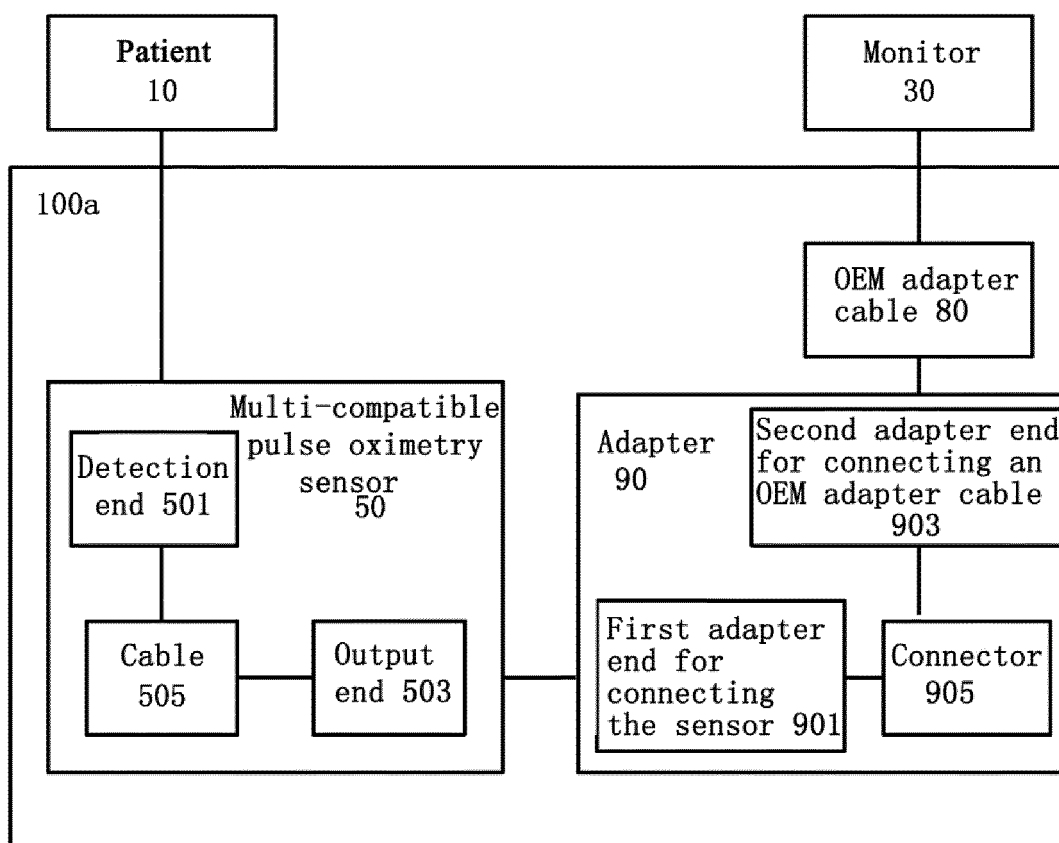 Patient
10
Monitor
30
100a
OEM adapter
cable 80
Multi-compatible
pulse oximetry
sensor
50
Detection
end 501
Cable
505
Output
end 503
Adapter
90
Second adapter end
for connecting an
OEM adapter cable
903
First adapter
end for
connecting
the sensor 901
Connector
905